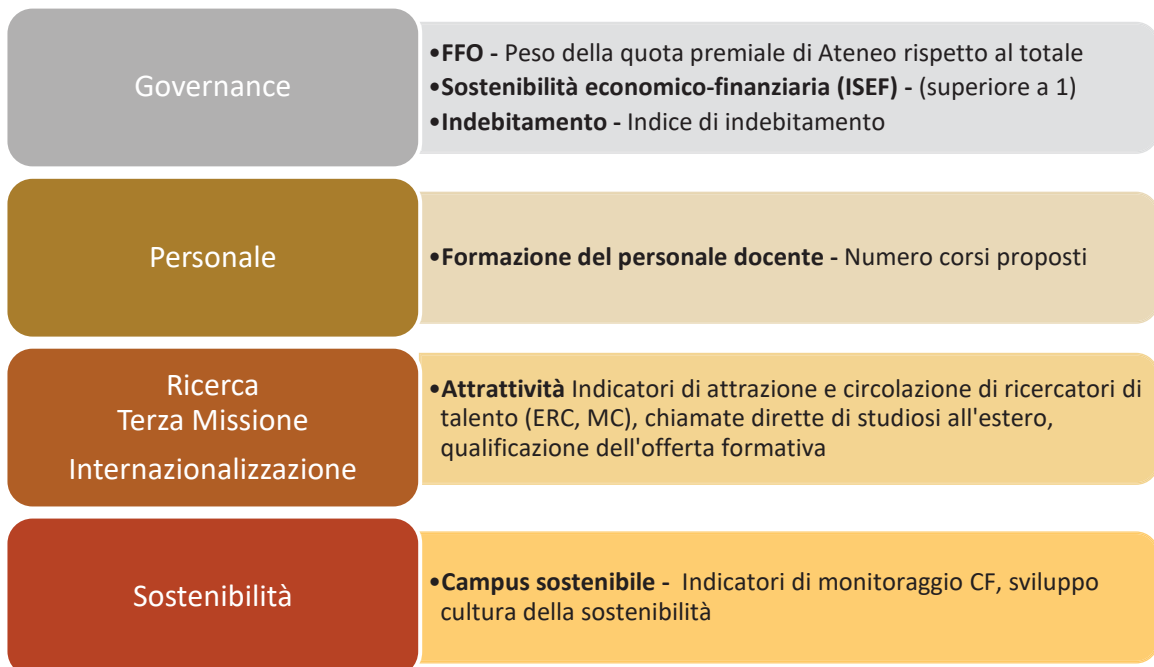 Governance
•FFO - Peso della quota premiale di Ateneo rispetto al totale
•Sostenibilità economico-finanziaria (ISEF) - (superiore a 1)
•Indebitamento - Indice di indebitamento
Personale
•Formazione del personale docente - Numero corsi proposti
Ricerca
Terza Missione
Internazionalizzazione
•Attrattività Indicatori di attrazione e circolazione di ricercatori di
talento (ERC, MC), chiamate dirette di studiosi all'estero,
qualificazione dell'offerta formativa
Sostenibilità
•Campus sostenibile - Indicatori di monitoraggio CF, sviluppo
cultura della sostenibilità